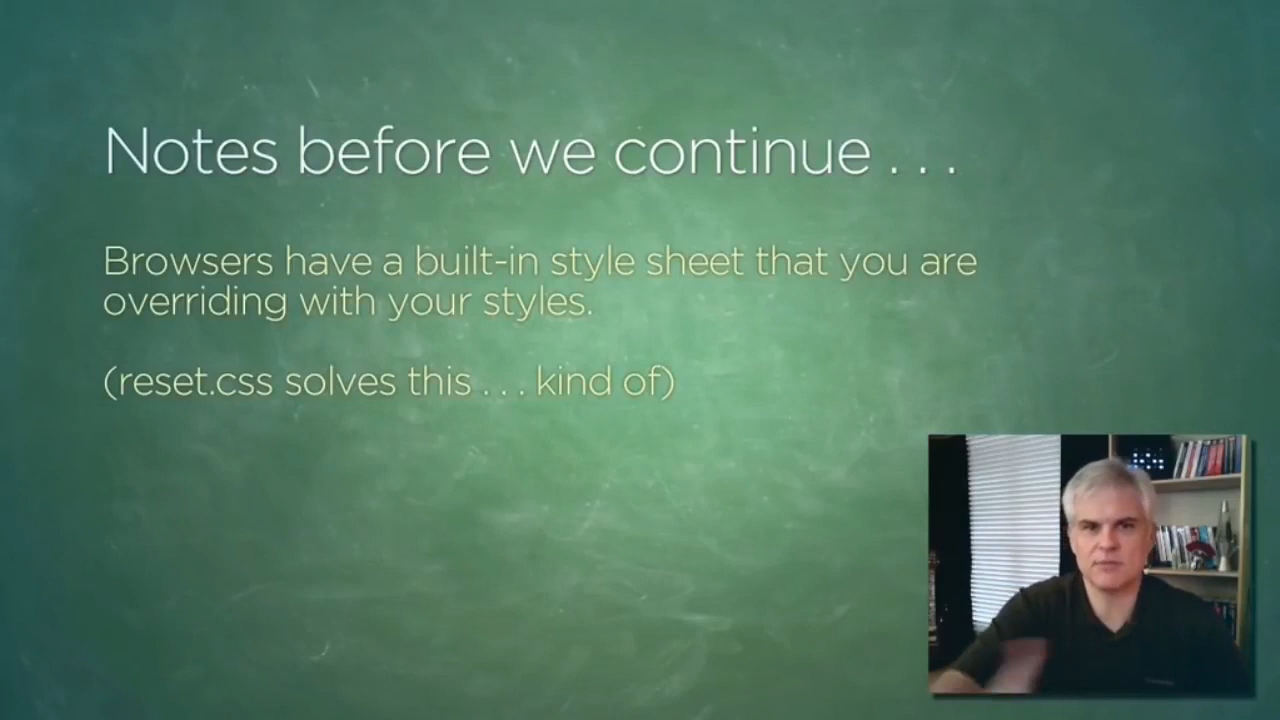 Notes before we continue . . .
Browsers have a built-in style sheet that you are
overriding with your styles.
(reset.css solves this . . . kind of)